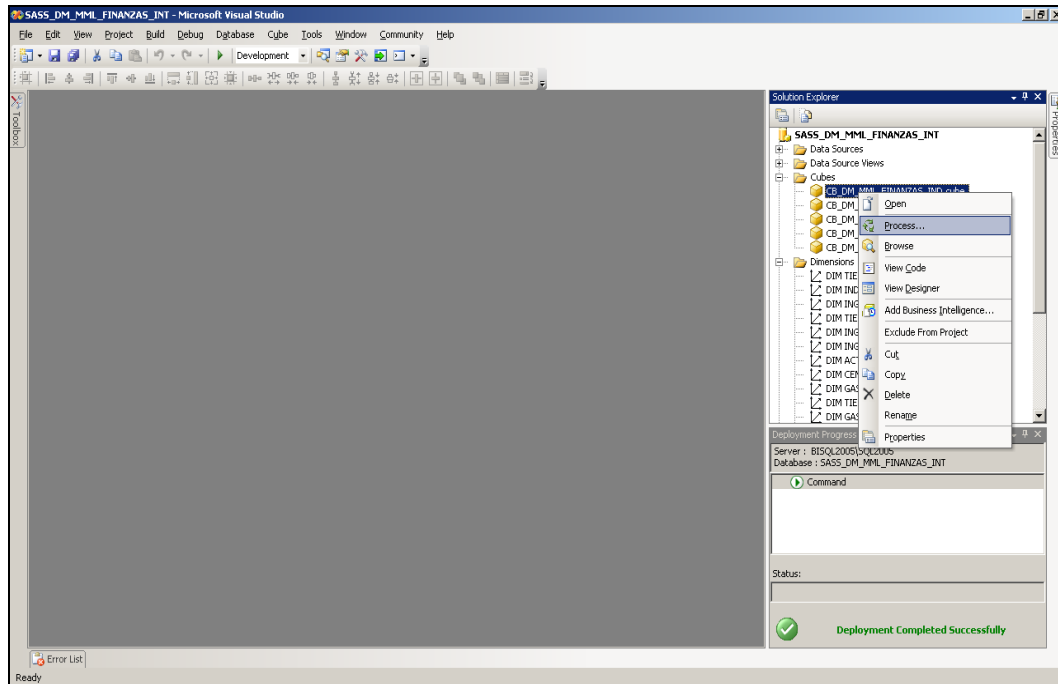 SASS_DM_MML_FINANZAS_INT - Microsoft Visual Studio
File Edit View Project Build Debug Database Cube Tools Window Community Help
Development
Toolbox
Solution Explorer
Properties
SASS_DM_MML_FINANZAS_INT
Data Sources
Data Source Views
Cubes
CB_DM_MML_FINANZAS_IND.cube
CB_DM_
CB_DM_
CB_DM_
CB_DM_
Dimensions
DIM TIE
DIM IND
DIM ING
DIM TIE
DIM ING
DIM ING
DIM ACT
DIM CEN
DIM GAS
DIM TIE
DIM GAS
Open
Process...
Browse
View Code
View Designer
Add Business Intelligence...
Exclude From Project
Cut
Copy
Delete
Rename
Properties
Deployment Progress
Server : BISQL2005\SQL2005
Database : SASS_DM_MML_FINANZAS_INT
Command
Status:
Deployment Completed Successfully
Error List
Ready